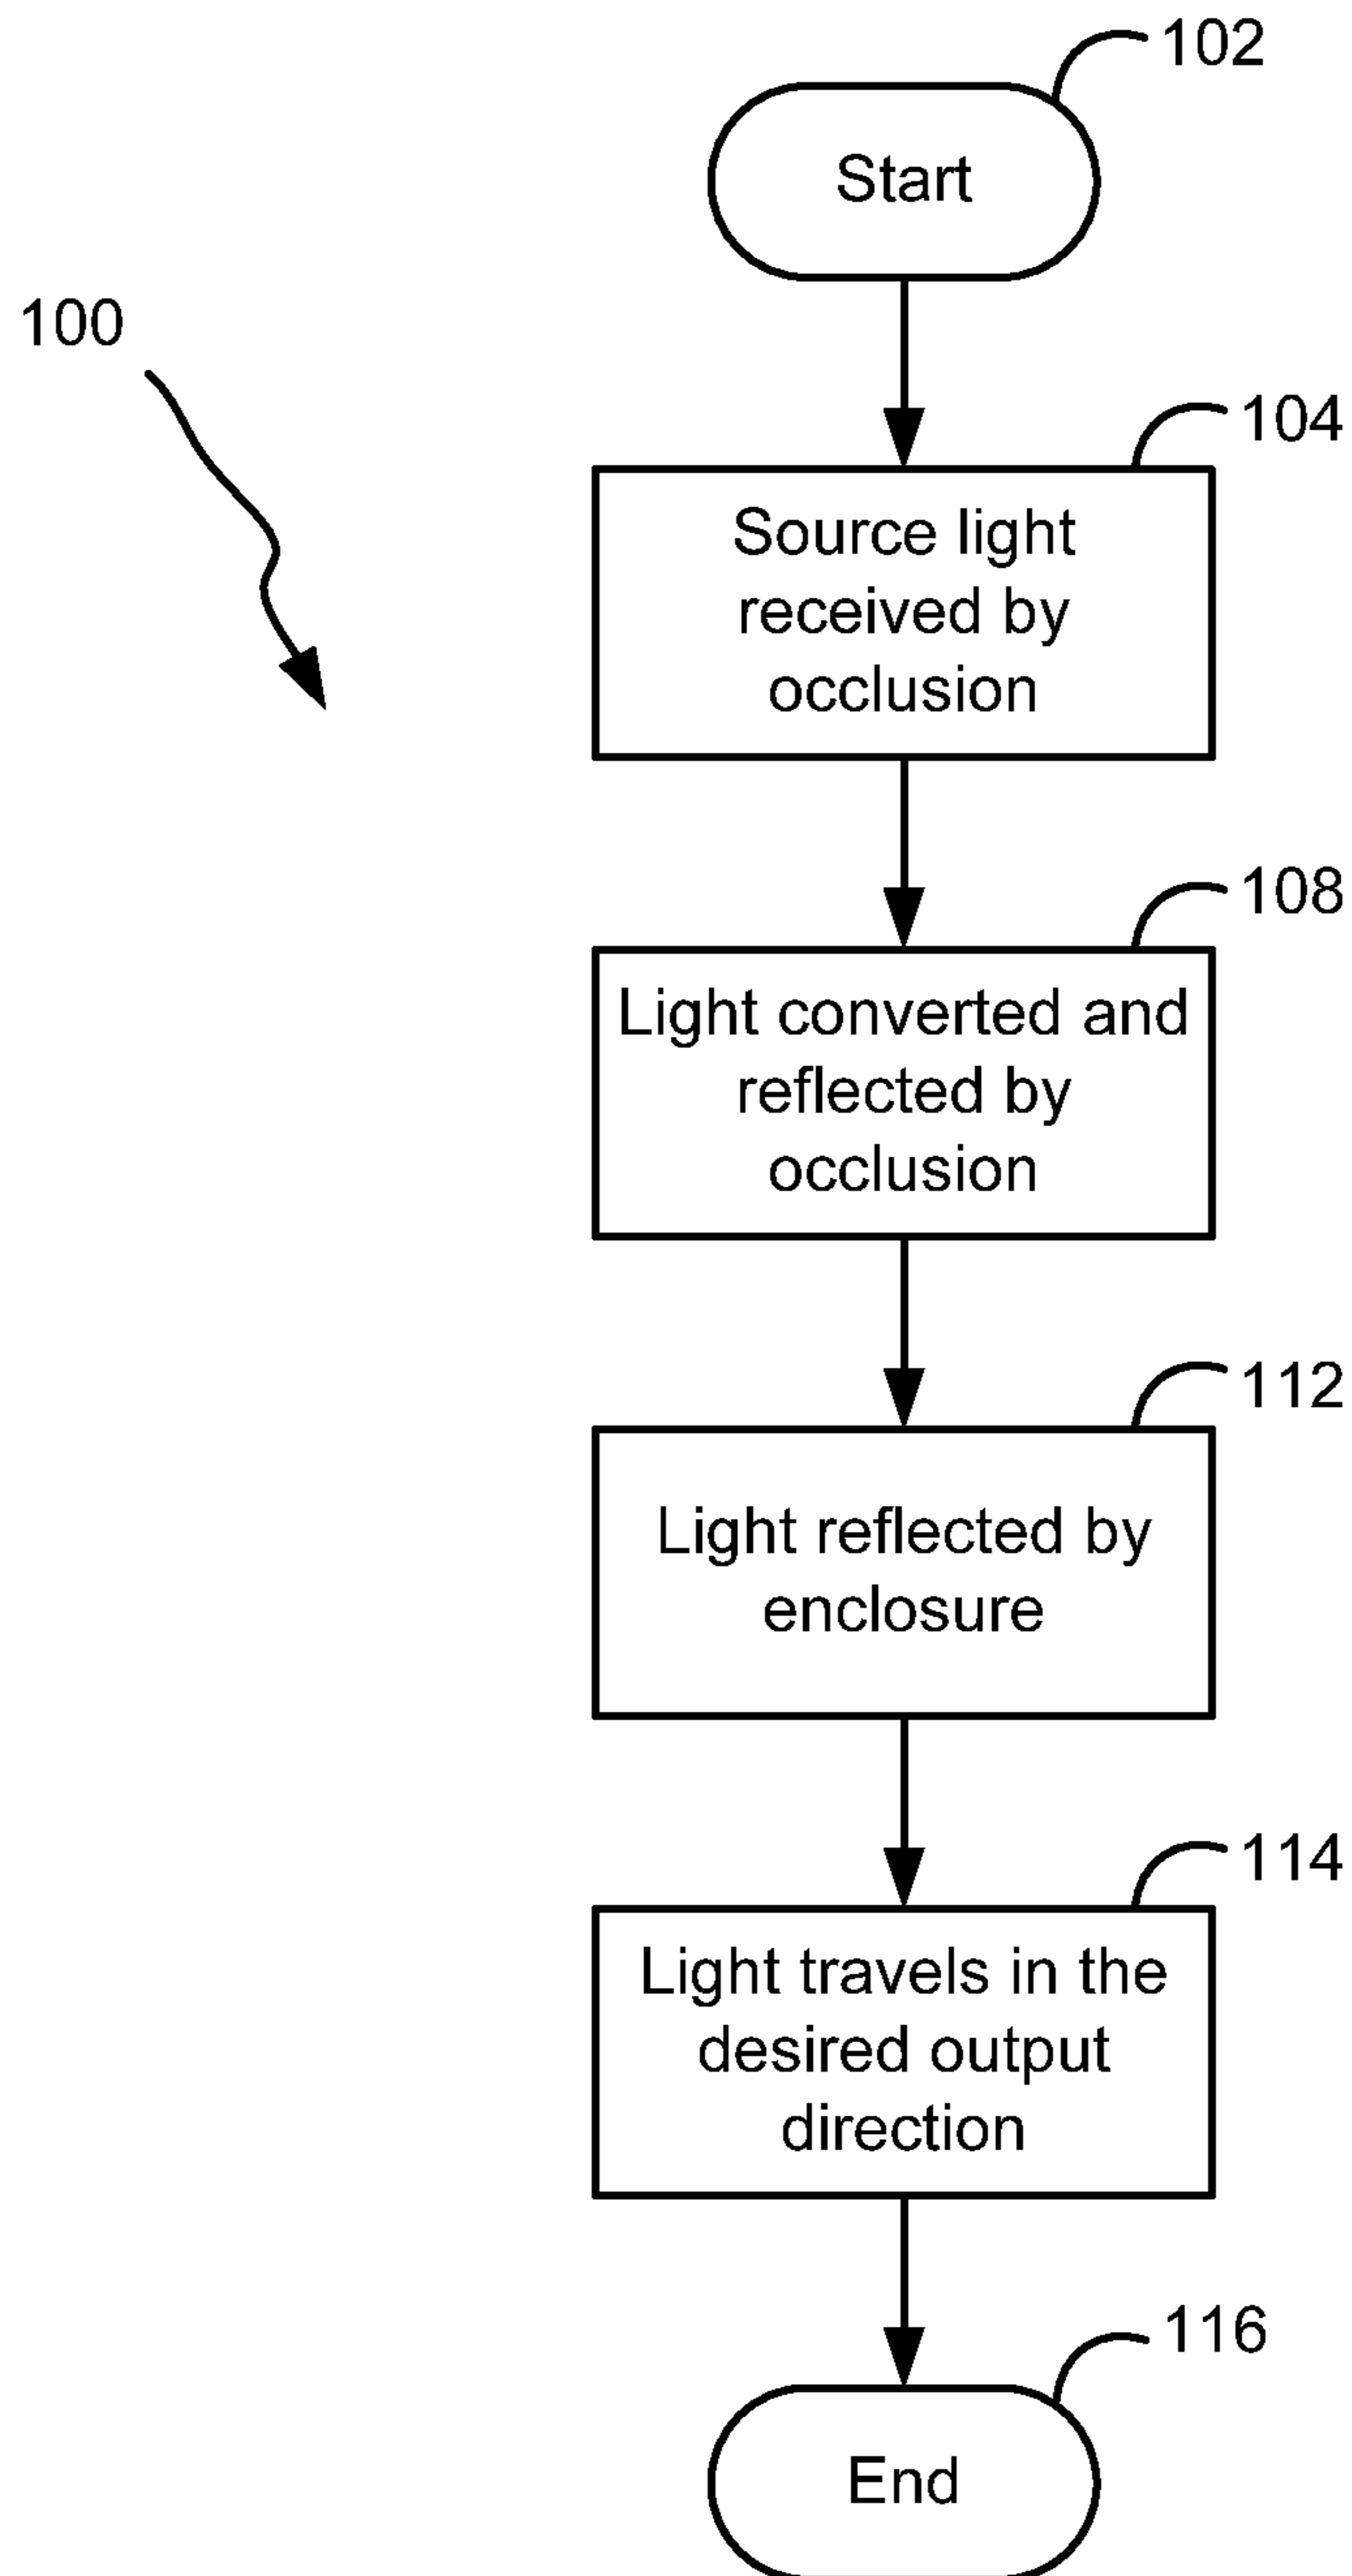 102
Start
100
104
Source light
received by
occlusion
108
Light converted and
reflected by
occlusion
112
Light reflected by
enclosure
114
Light travels in the
desired output
direction
116
End